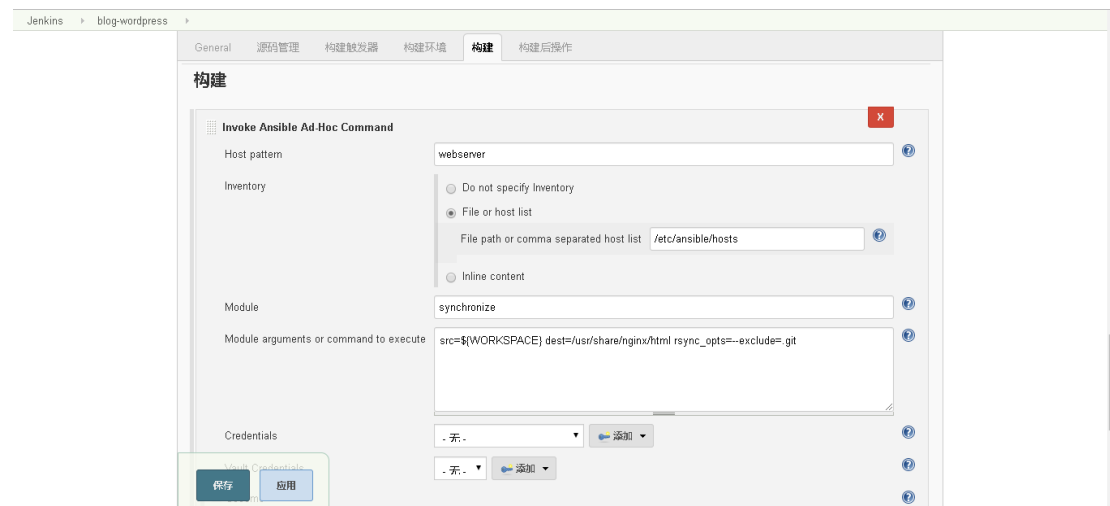 Jenkins blog-wordpress
General 源码管理 构建触发器 构建环境 构建 构建后操作
构建
X
Invoke Ansible Ad-Hoc Command
Host pattern webserver
Inventory Do not specify Inventory
File or host list
File path or comma separated host list /etc/ansible/hosts
Inline content
Module synchronize
Module arguments or command to execute src=${WORKSPACE} dest=/usr/share/nginx/html rsync_opts=--exclude=.git
Credentials - 无 - 添加
Vault Credentials - 无 - 添加
保存 应用